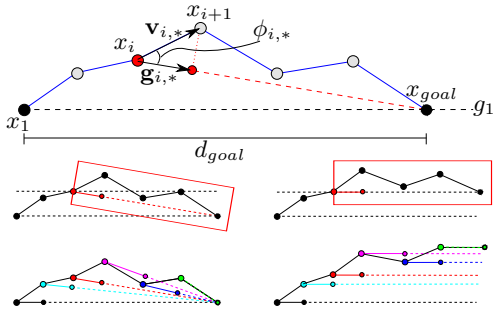 x_{i+1}
v_{i,*}
ϕ_{i,*}
x_i
g_{i,*}
x_{goal}
g_1
x_1
d_{goal}